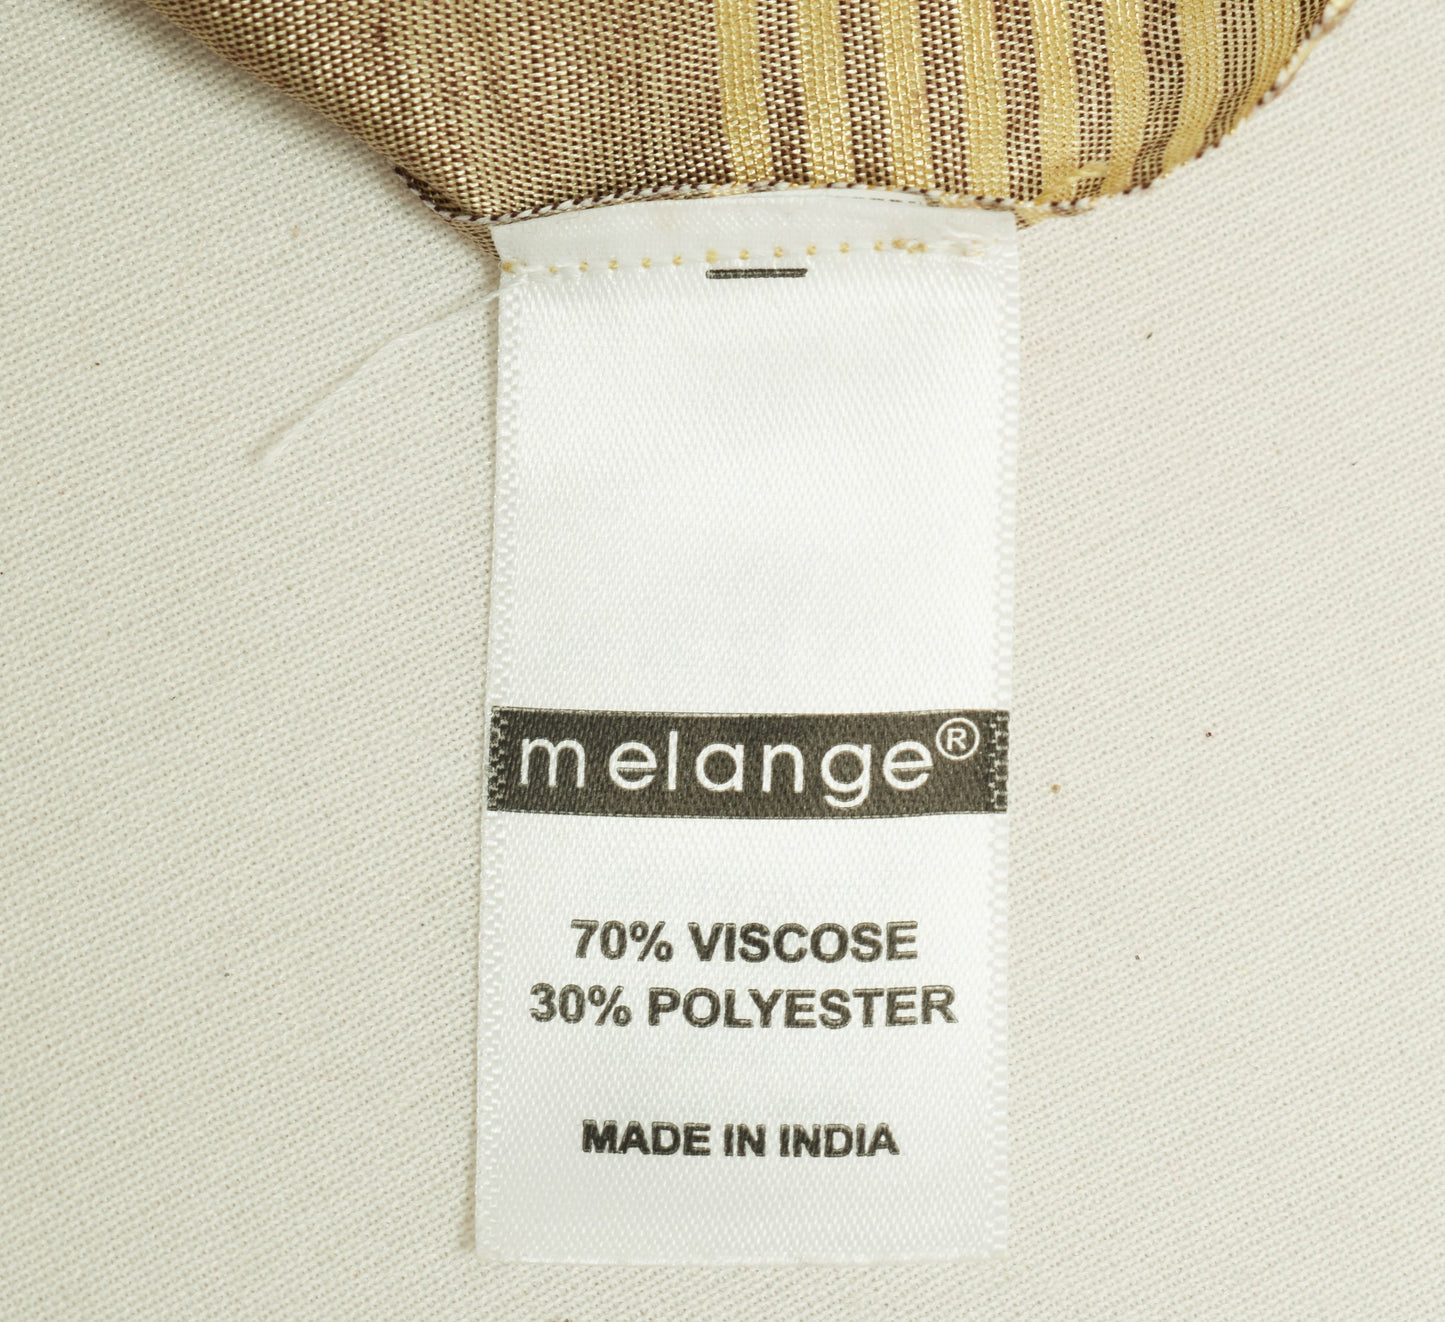 melange®
70% VISCOSE
30% POLYESTER
MADE IN INDIA